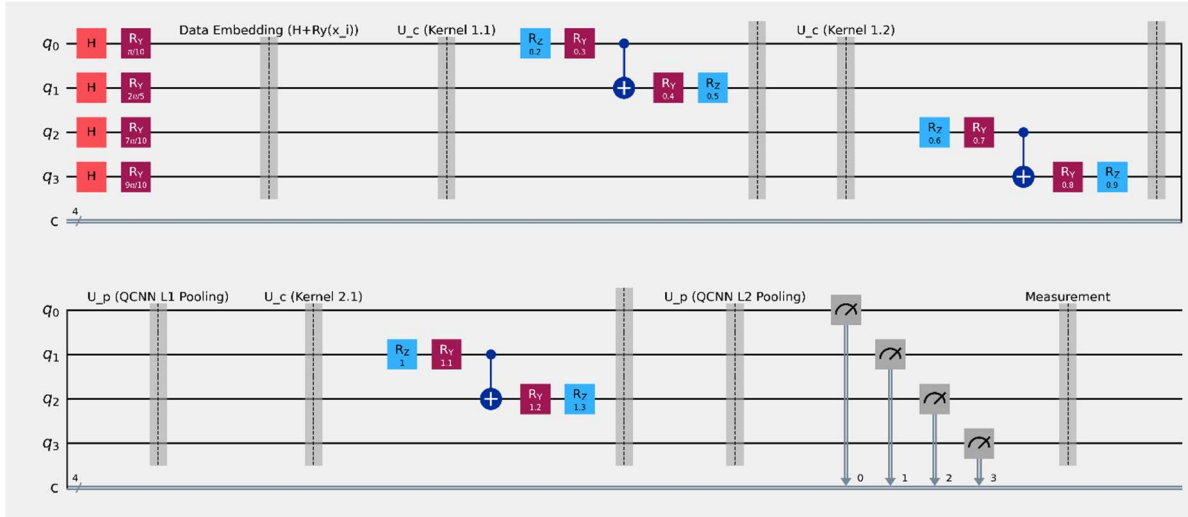 Data Embedding (H+Ry(x_i)) U_c (Kernel 1.1) U_c (Kernel 1.2)
q0 H RY π/10 RZ 0.2 RY 0.3
q1 H RY 2π/5 RY 0.4 RZ 0.5
q2 H RY 7π/10 RZ 0.6 RY 0.7
q3 H RY 9π/10 RY 0.8 RZ 0.9
c 4
U_p (QCNN L1 Pooling) U_c (Kernel 2.1) U_p (QCNN L2 Pooling) Measurement
q0
q1 RZ 1 RY 1.1
q2 RY 1.2 RZ 1.3
q3
c 4 0 1 2 3